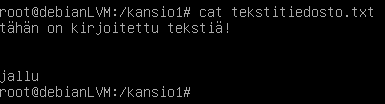 root@debianLVM:/kansio1# cat tekstitiedosto.txt
tähän on kirjoitettu tekstiä!
jallu
root@debianLVM:/kansio1#